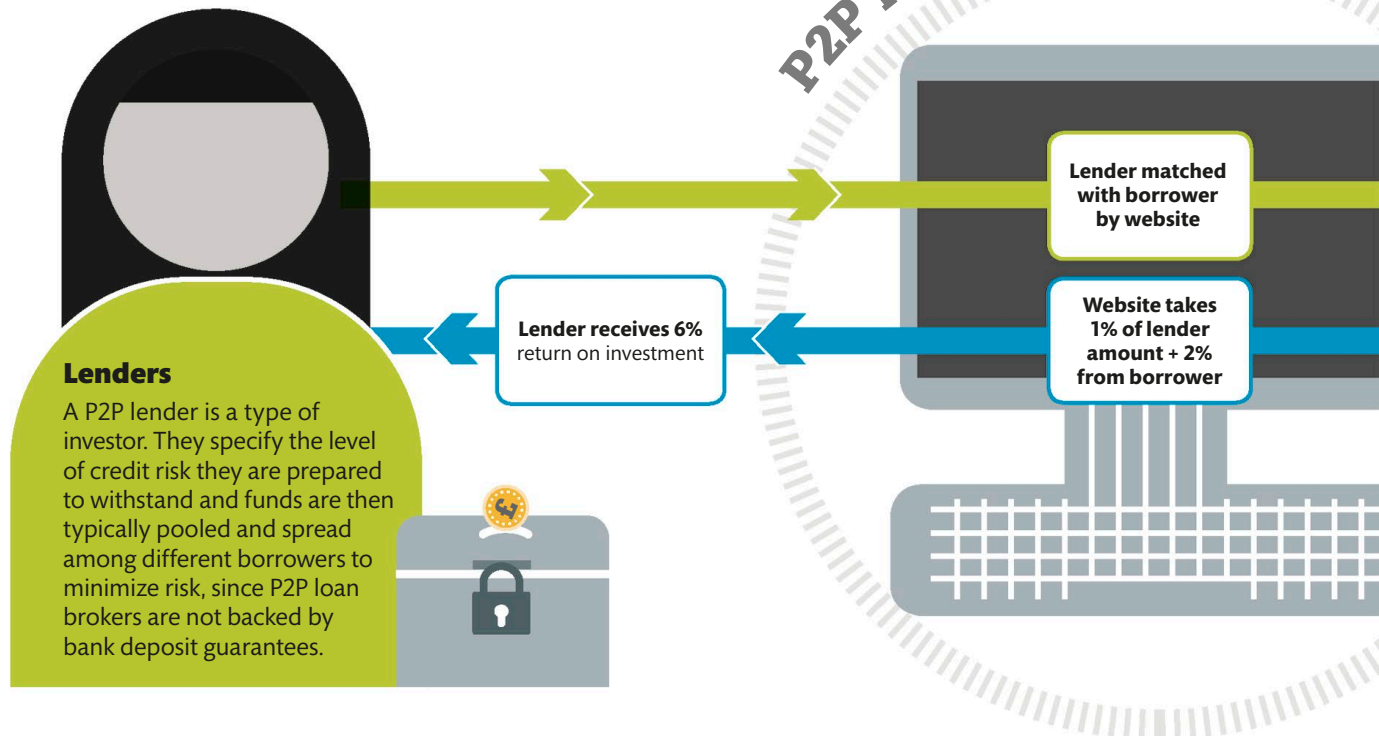 P2P
Lender matched
with borrower
by website
Lender receives 6%
return on investment
Website takes
1% of lender
amount + 2%
from borrower
Lenders
A P2P lender is a type of
investor. They specify the level
of credit risk they are prepared
to withstand and funds are then
typically pooled and spread
among different borrowers to
minimize risk, since P2P loan
brokers are not backed by
bank deposit guarantees.
£